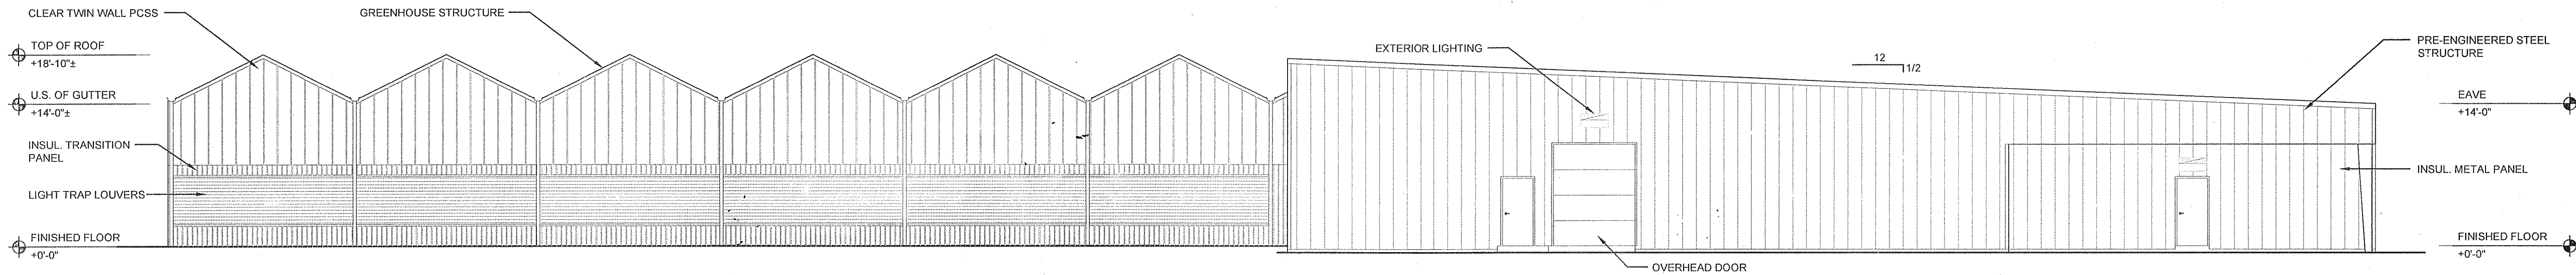 CLEAR TWIN WALL PCSS
GREENHOUSE STRUCTURE
TOP OF ROOF
+18'-10"±
U.S. OF GUTTER
+14'-0"±
INSUL. TRANSITION
PANEL
LIGHT TRAP LOUVERS
FINISHED FLOOR
+0'-0"
EXTERIOR LIGHTING
12
1/2
OVERHEAD DOOR
PRE-ENGINEERED STEEL
STRUCTURE
EAVE
+14'-0"
INSUL. METAL PANEL
FINISHED FLOOR
+0'-0"